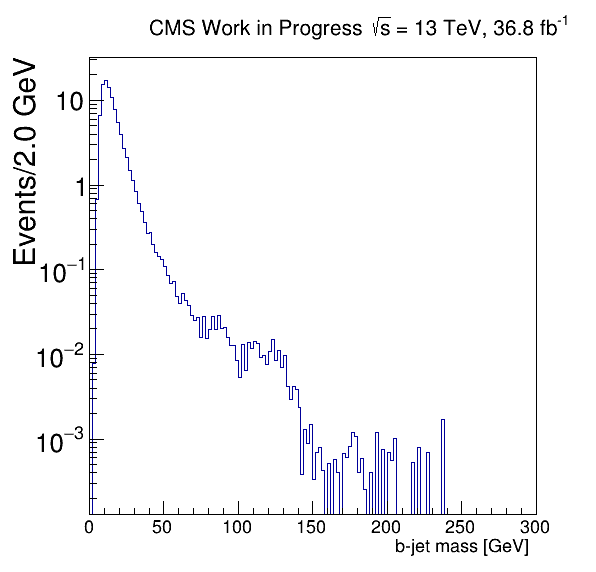 CMS Work in Progress √s = 13 TeV, 36.8 fb⁻¹
Events/2.0 GeV
10
1
10⁻¹
10⁻²
10⁻³
0 50 100 150 200 250 300
b-jet mass [GeV]